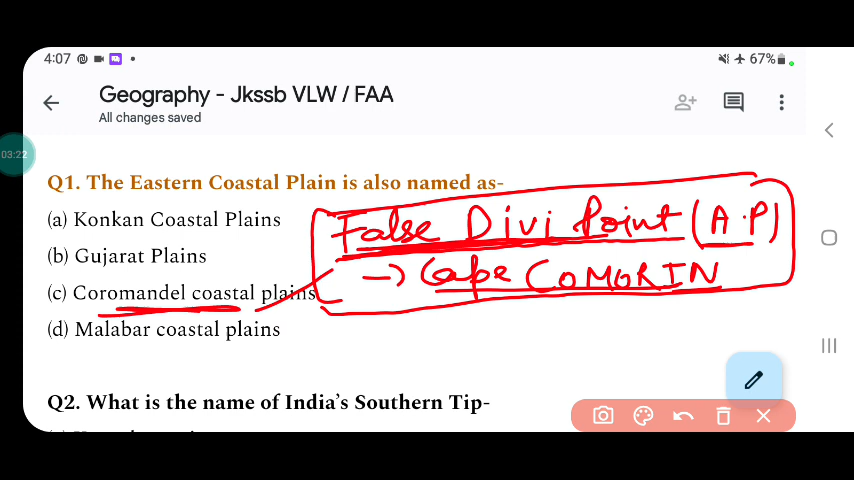 4:07 67%
Geography - Jkssb VLW / FAA
All changes saved
03:22
Q1. The Eastern Coastal Plain is also named as-
(a) Konkan Coastal Plains
(b) Gujarat Plains
(c) Coromandel coastal plains
(d) Malabar coastal plains
False Divi Point (A.P)
→ Cape COMORIN
Q2. What is the name of India's Southern Tip-